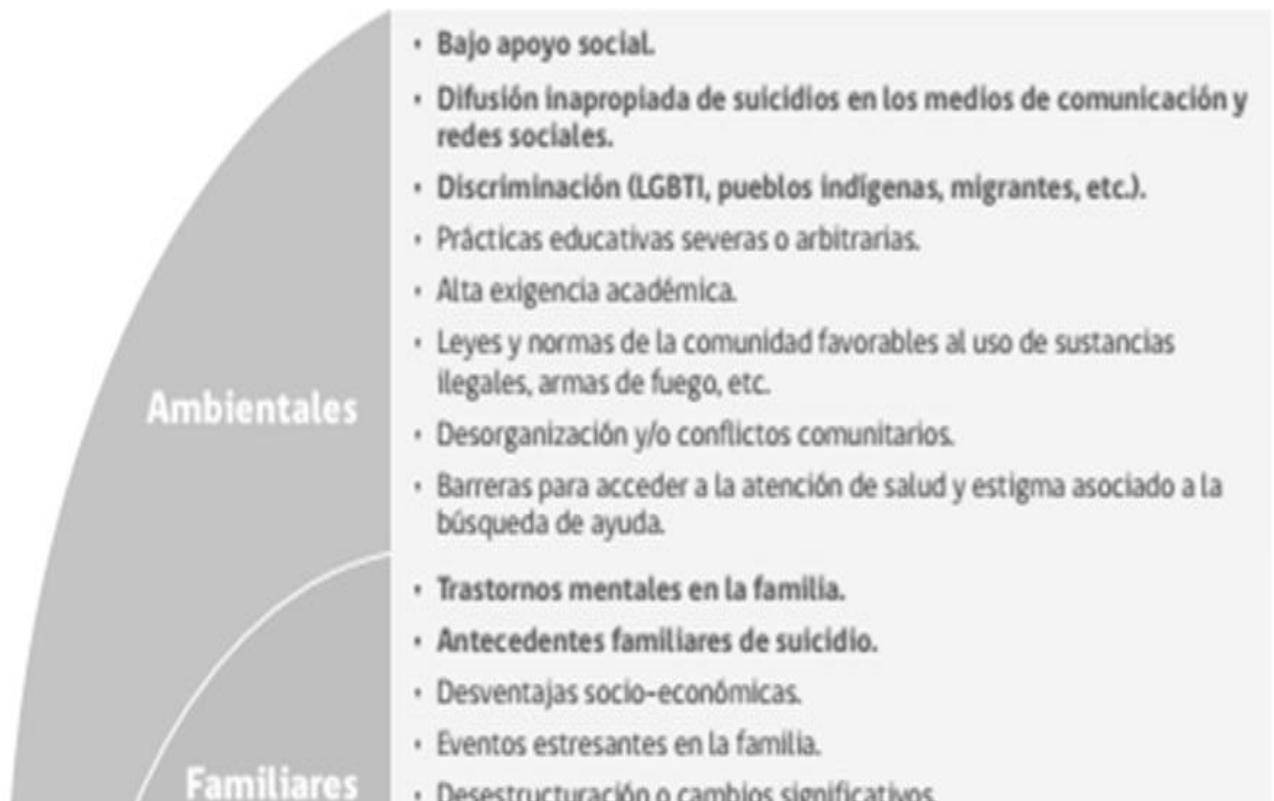 • Bajo apoyo social.
• Difusión inapropiada de suicidios en los medios de comunicación y
redes sociales.
• Discriminación (LGBTI, pueblos indígenas, migrantes, etc.).
• Prácticas educativas severas o arbitrarias.
• Alta exigencia académica.
• Leyes y normas de la comunidad favorables al uso de sustancias
ilegales, armas de fuego, etc.
Ambientales
• Desorganización y/o conflictos comunitarios.
• Barreras para acceder a la atención de salud y estigma asociado a la
búsqueda de ayuda.
• Trastornos mentales en la familia.
• Antecedentes familiares de suicidio.
• Desventajas socio-económicas.
• Eventos estresantes en la familia.
Familiares
• Desestructuración o cambios significativos.